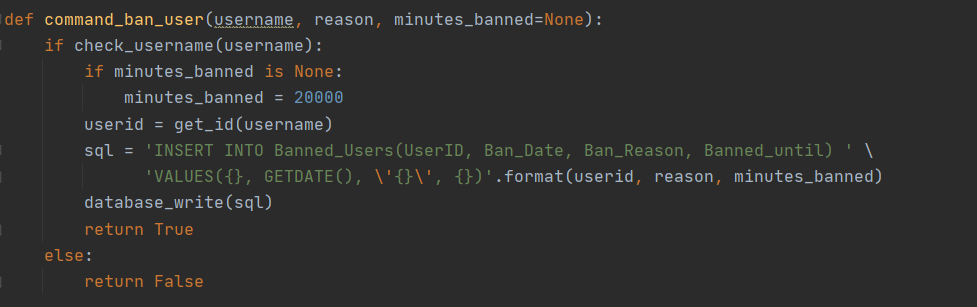 def command_ban_user(username, reason, minutes_banned=None):
    if check_username(username):
        if minutes_banned is None:
            minutes_banned = 20000
        userid = get_id(username)
        sql = 'INSERT INTO Banned_Users(UserID, Ban_Date, Ban_Reason, Banned_until) ' \
              'VALUES({}, GETDATE(), \'{}\', {})'.format(userid, reason, minutes_banned)
        database_write(sql)
        return True
    else:
        return False